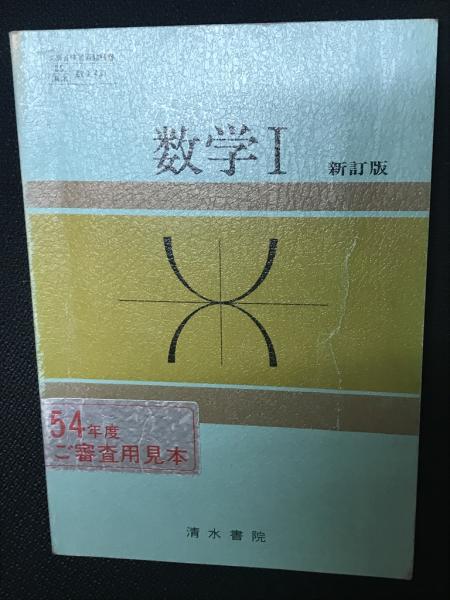 数学I
新訂版
54年度
ご審査用見本
清水書院